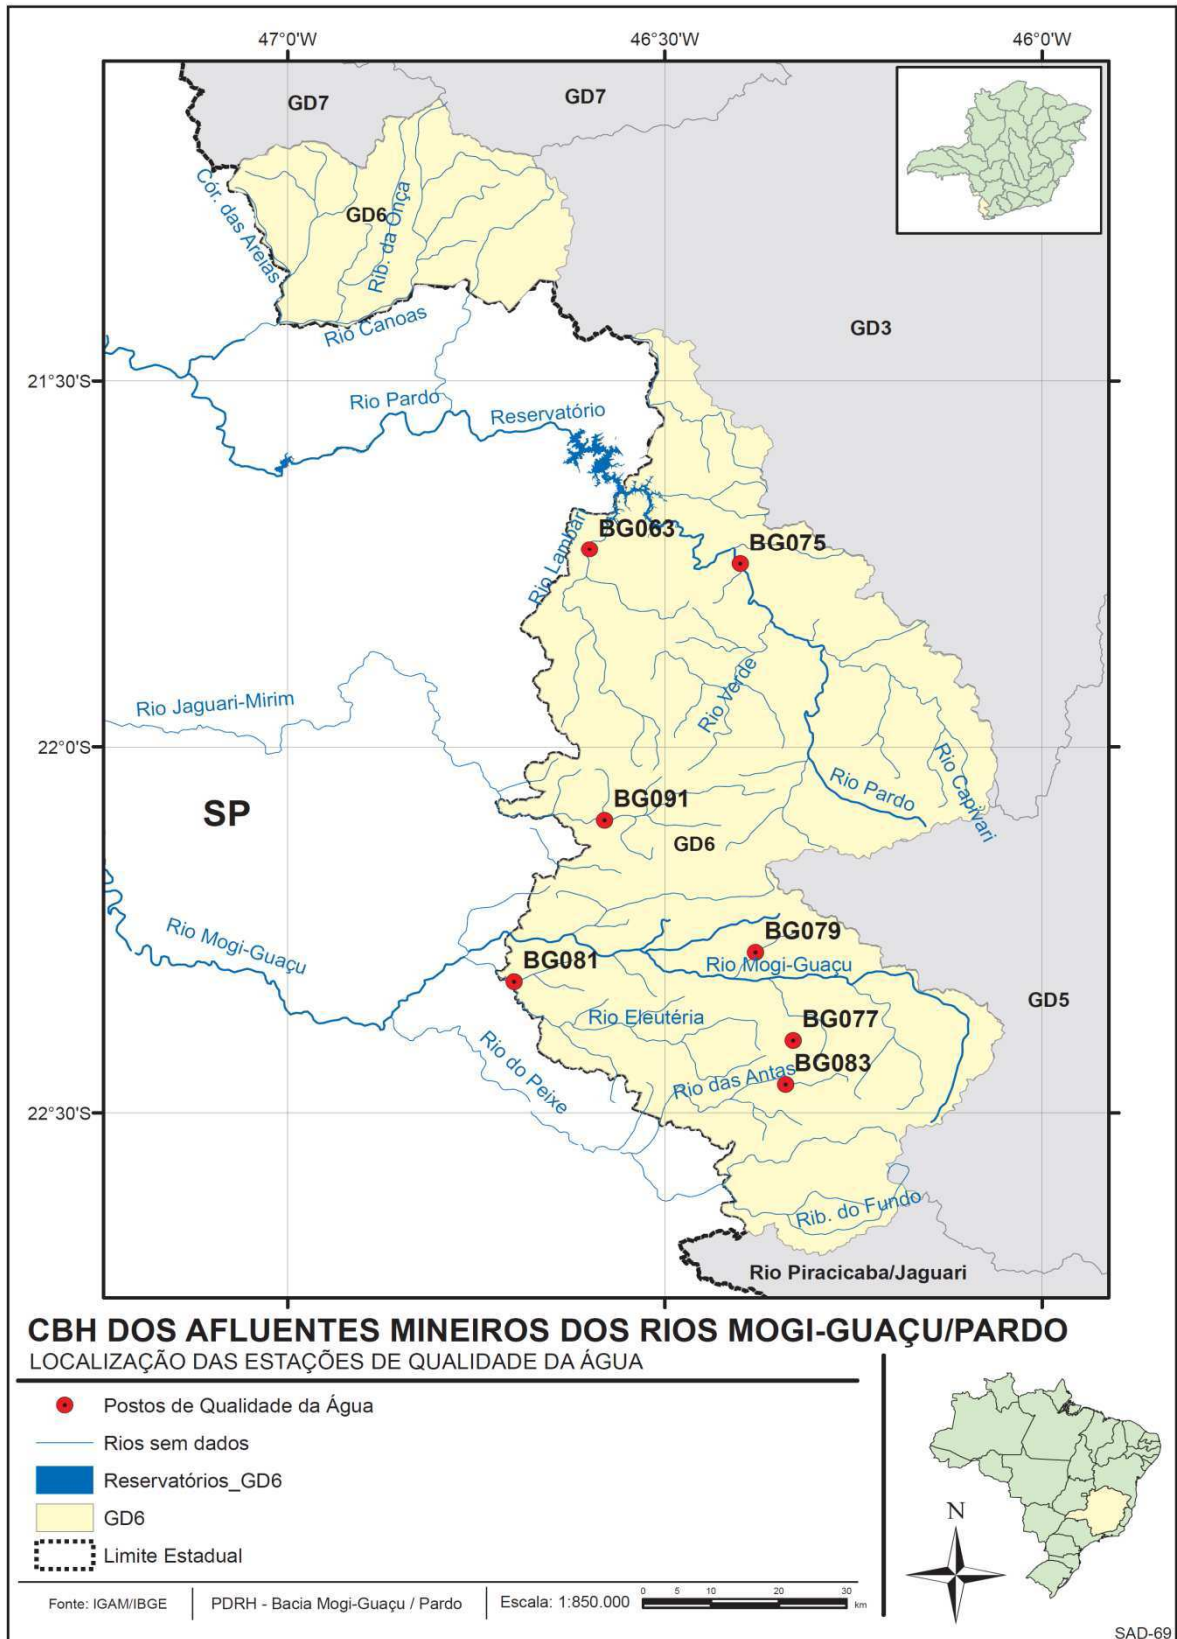 47°0'W
46°30'W
46°0'W
GD7
GD7
Cór. das Areias
GD6
Rib. da Onça
Rio Canoas
GD3
21°30'S
Rio Pardo
Reservatório
BG063
Rio Lambari
BG075
Rio Verde
Rio Jaguari-Mirim
22°0'S
Rio Capivari
Rio Pardo
SP
BG091
GD6
Rio Mogi-Guaçu
BG079
BG081
Rio Mogi-Guaçu
GD5
Rio Eleutéria
BG077
Rio do Peixe
Rio das Antas
BG083
22°30'S
Rib. do Fundo
Rio Piracicaba/Jaguari
CBH DOS AFLUENTES MINEIROS DOS RIOS MOGI-GUAÇU/PARDO
LOCALIZAÇÃO DAS ESTAÇÕES DE QUALIDADE DA ÁGUA
Postos de Qualidade da Água
Rios sem dados
Reservatórios_GD6
GD6
Limite Estadual
N
Fonte: IGAM/IBGE
PDRH - Bacia Mogi-Guaçu / Pardo
Escala: 1:850.000
0 5 10 20 30
km
SAD-69